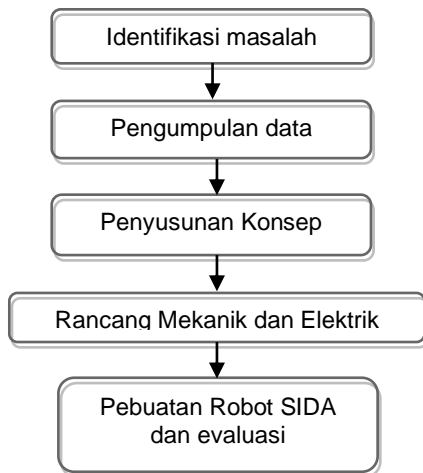 Identifikasi masalah
Pengumpulan data
Penyusunan Konsep
Rancang Mekanik dan Elektrik
Pebuatan Robot SIDA
dan evaluasi